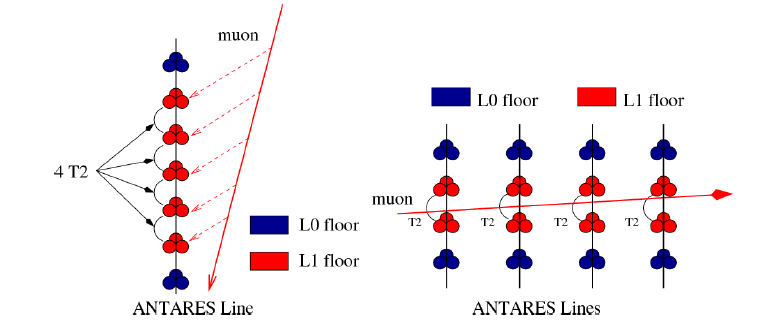 muon
4 T2
L0 floor
L1 floor
ANTARES Line
L0 floor
L1 floor
muon
T2
T2
T2
T2
ANTARES Lines